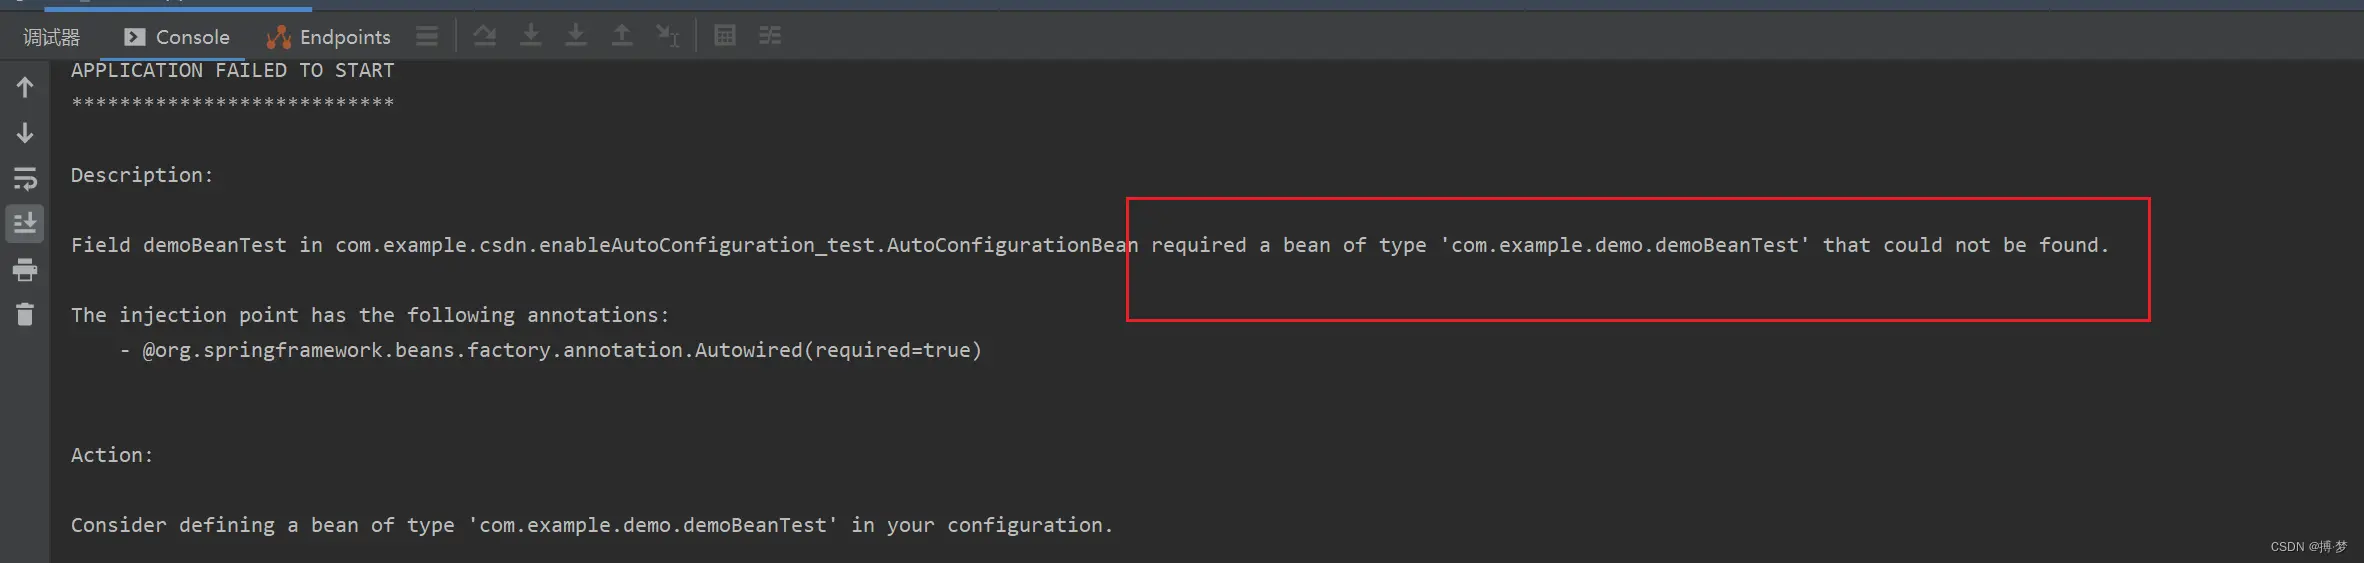 调试器 Console Endpoints
APPLICATION FAILED TO START
***************************
Description:
Field demoBeanTest in com.example.csdn.enableAutoConfiguration_test.AutoConfigurationBean required a bean of type 'com.example.demo.demoBeanTest' that could not be found.
The injection point has the following annotations:
- @org.springframework.beans.factory.annotation.Autowired(required=true)
Action:
Consider defining a bean of type 'com.example.demo.demoBeanTest' in your configuration.
CSDN @搏·梦